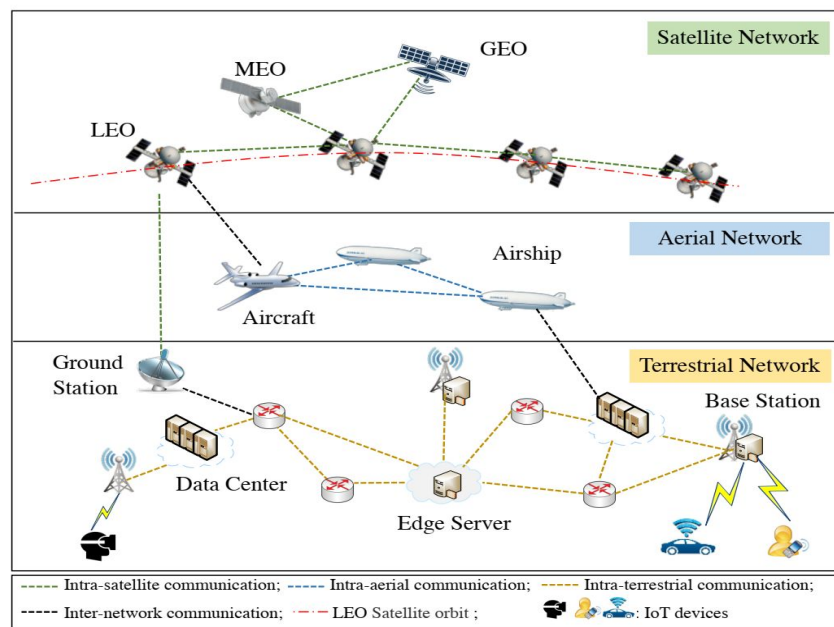 Satellite Network
GEO
MEO
LEO
Aerial Network
Airship
Aircraft
Ground
Station
Terrestrial Network
Base Station
Data Center
Edge Server
Intra-satellite communication;
Intra-aerial communication;
Intra-terrestrial communication;
Inter-network communication;
LEO Satellite orbit ;
: IoT devices